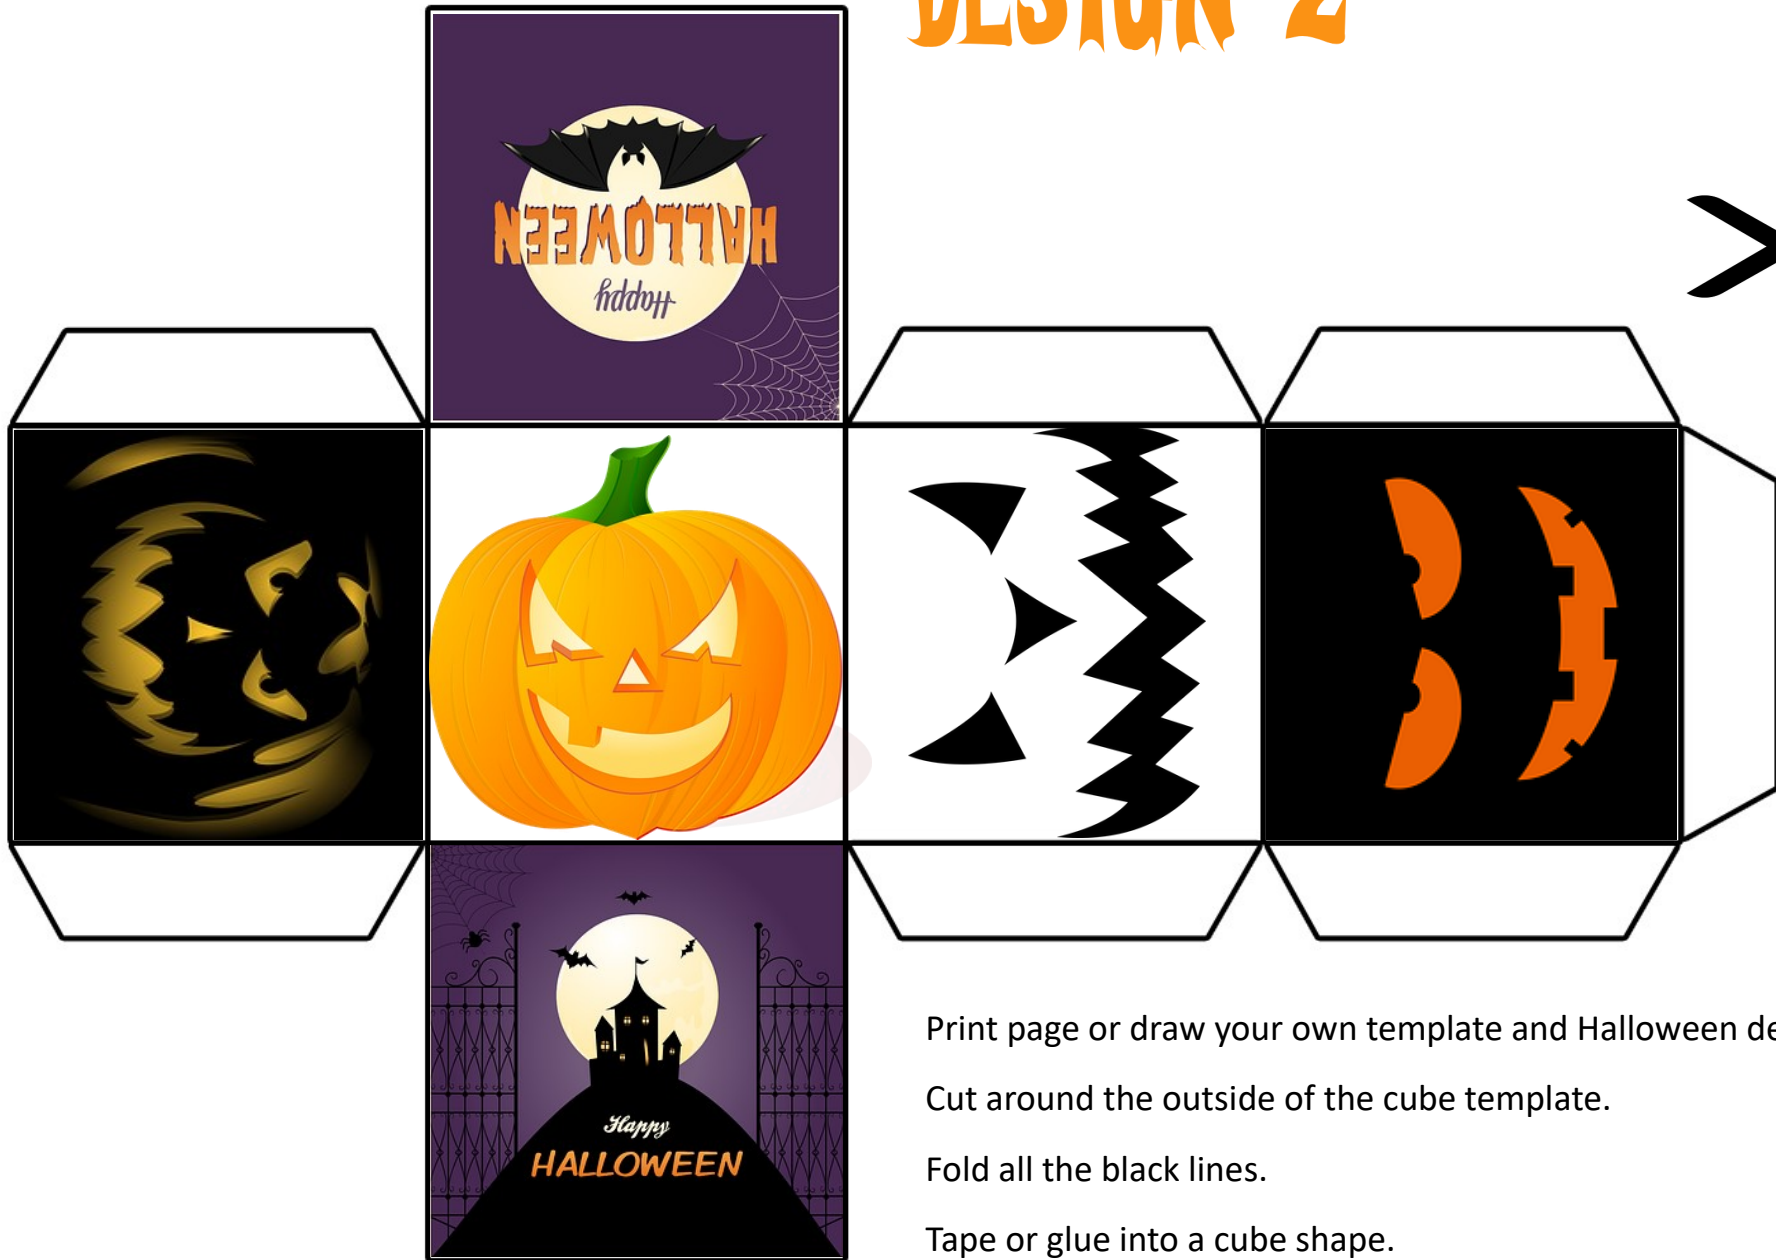 DESIGN 2
HALLOWEEN
Happy
Happy
HALLOWEEN
Print page or draw your own template and Halloween de
Cut around the outside of the cube template.
Fold all the black lines.
Tape or glue into a cube shape.